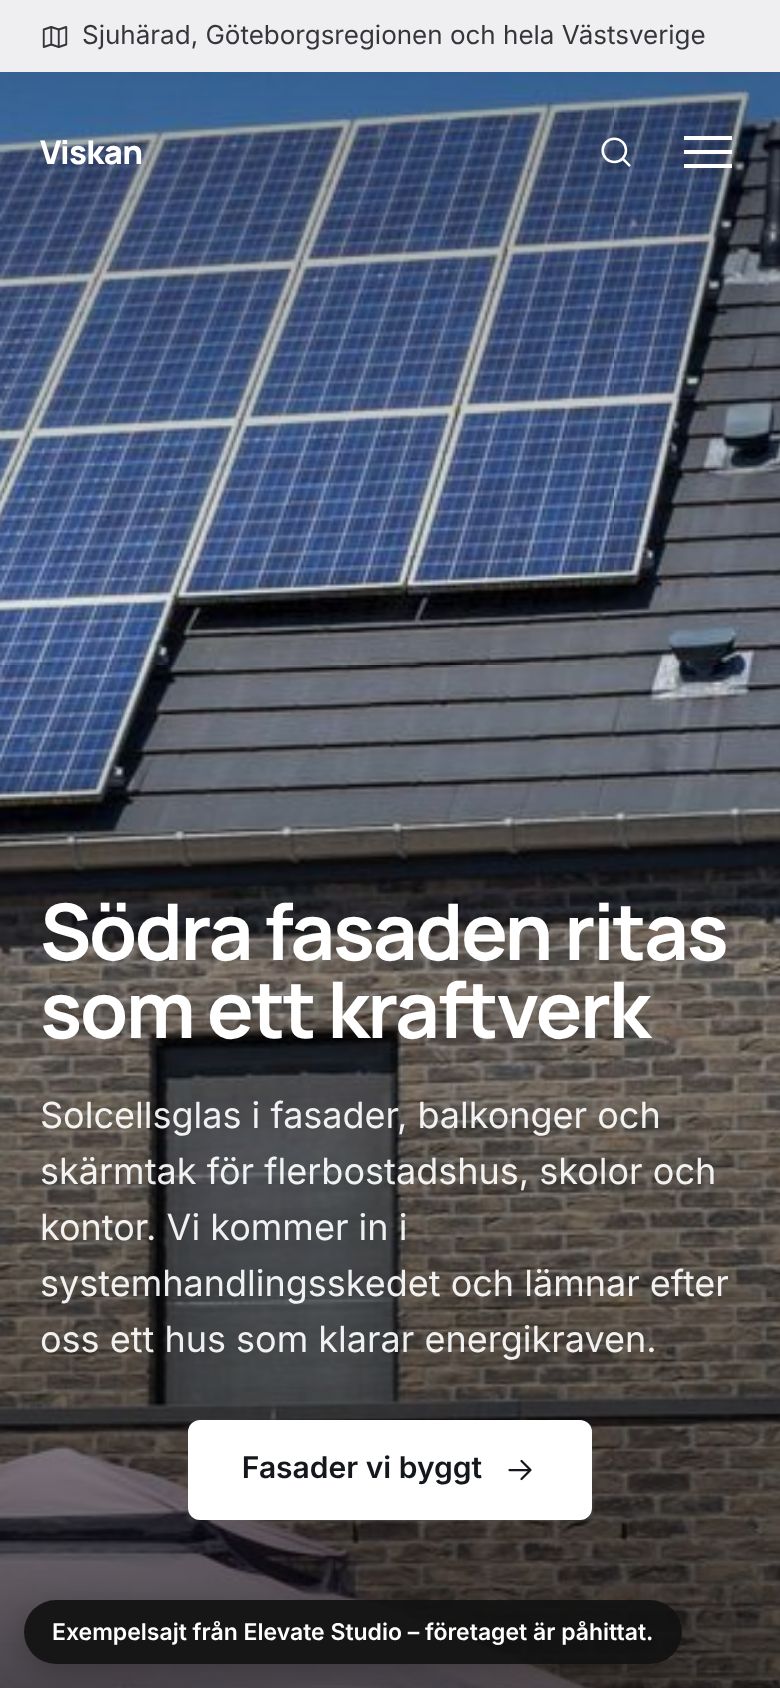 Sjuhärad, Göteborgsregionen och hela Västsverige
Viskan
Södra fasaden ritas
som ett kraftverk
Solcellsglas i fasader, balkonger och
skärmtak för flerbostadshus, skolor och
kontor. Vi kommer in i
systemhandlingsskedet och lämnar efter
oss ett hus som klarar energikraven.
Fasader vi byggt →
Exempelsajt från Elevate Studio – företaget är påhittat.